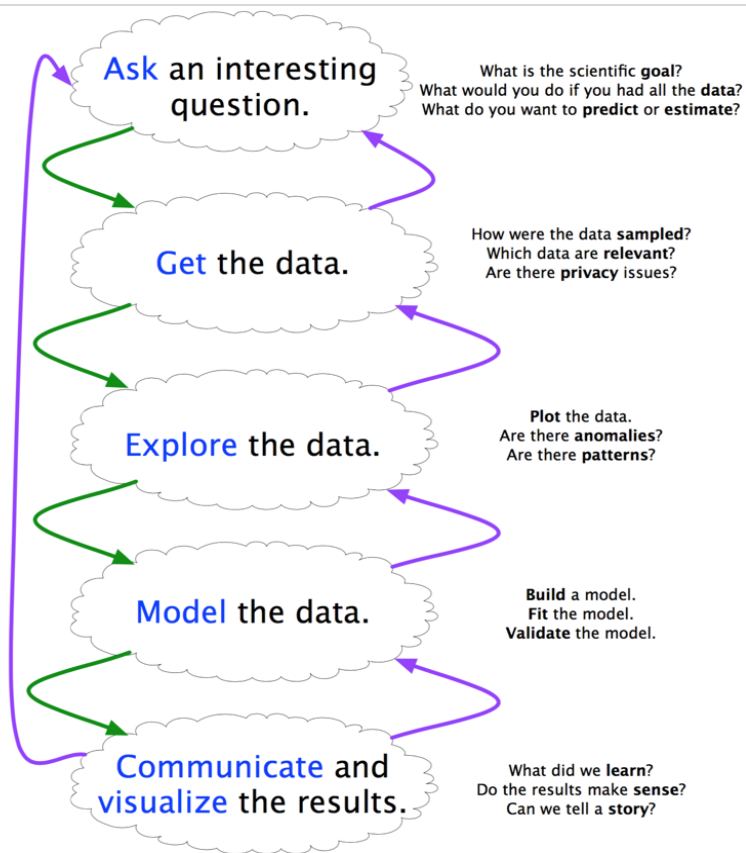 Ask an interesting
question.
What is the scientific goal?
What would you do if you had all the data?
What do you want to predict or estimate?
Get the data.
How were the data sampled?
Which data are relevant?
Are there privacy issues?
Explore the data.
Plot the data.
Are there anomalies?
Are there patterns?
Model the data.
Build a model.
Fit the model.
Validate the model.
Communicate and
visualize the results.
What did we learn?
Do the results make sense?
Can we tell a story?